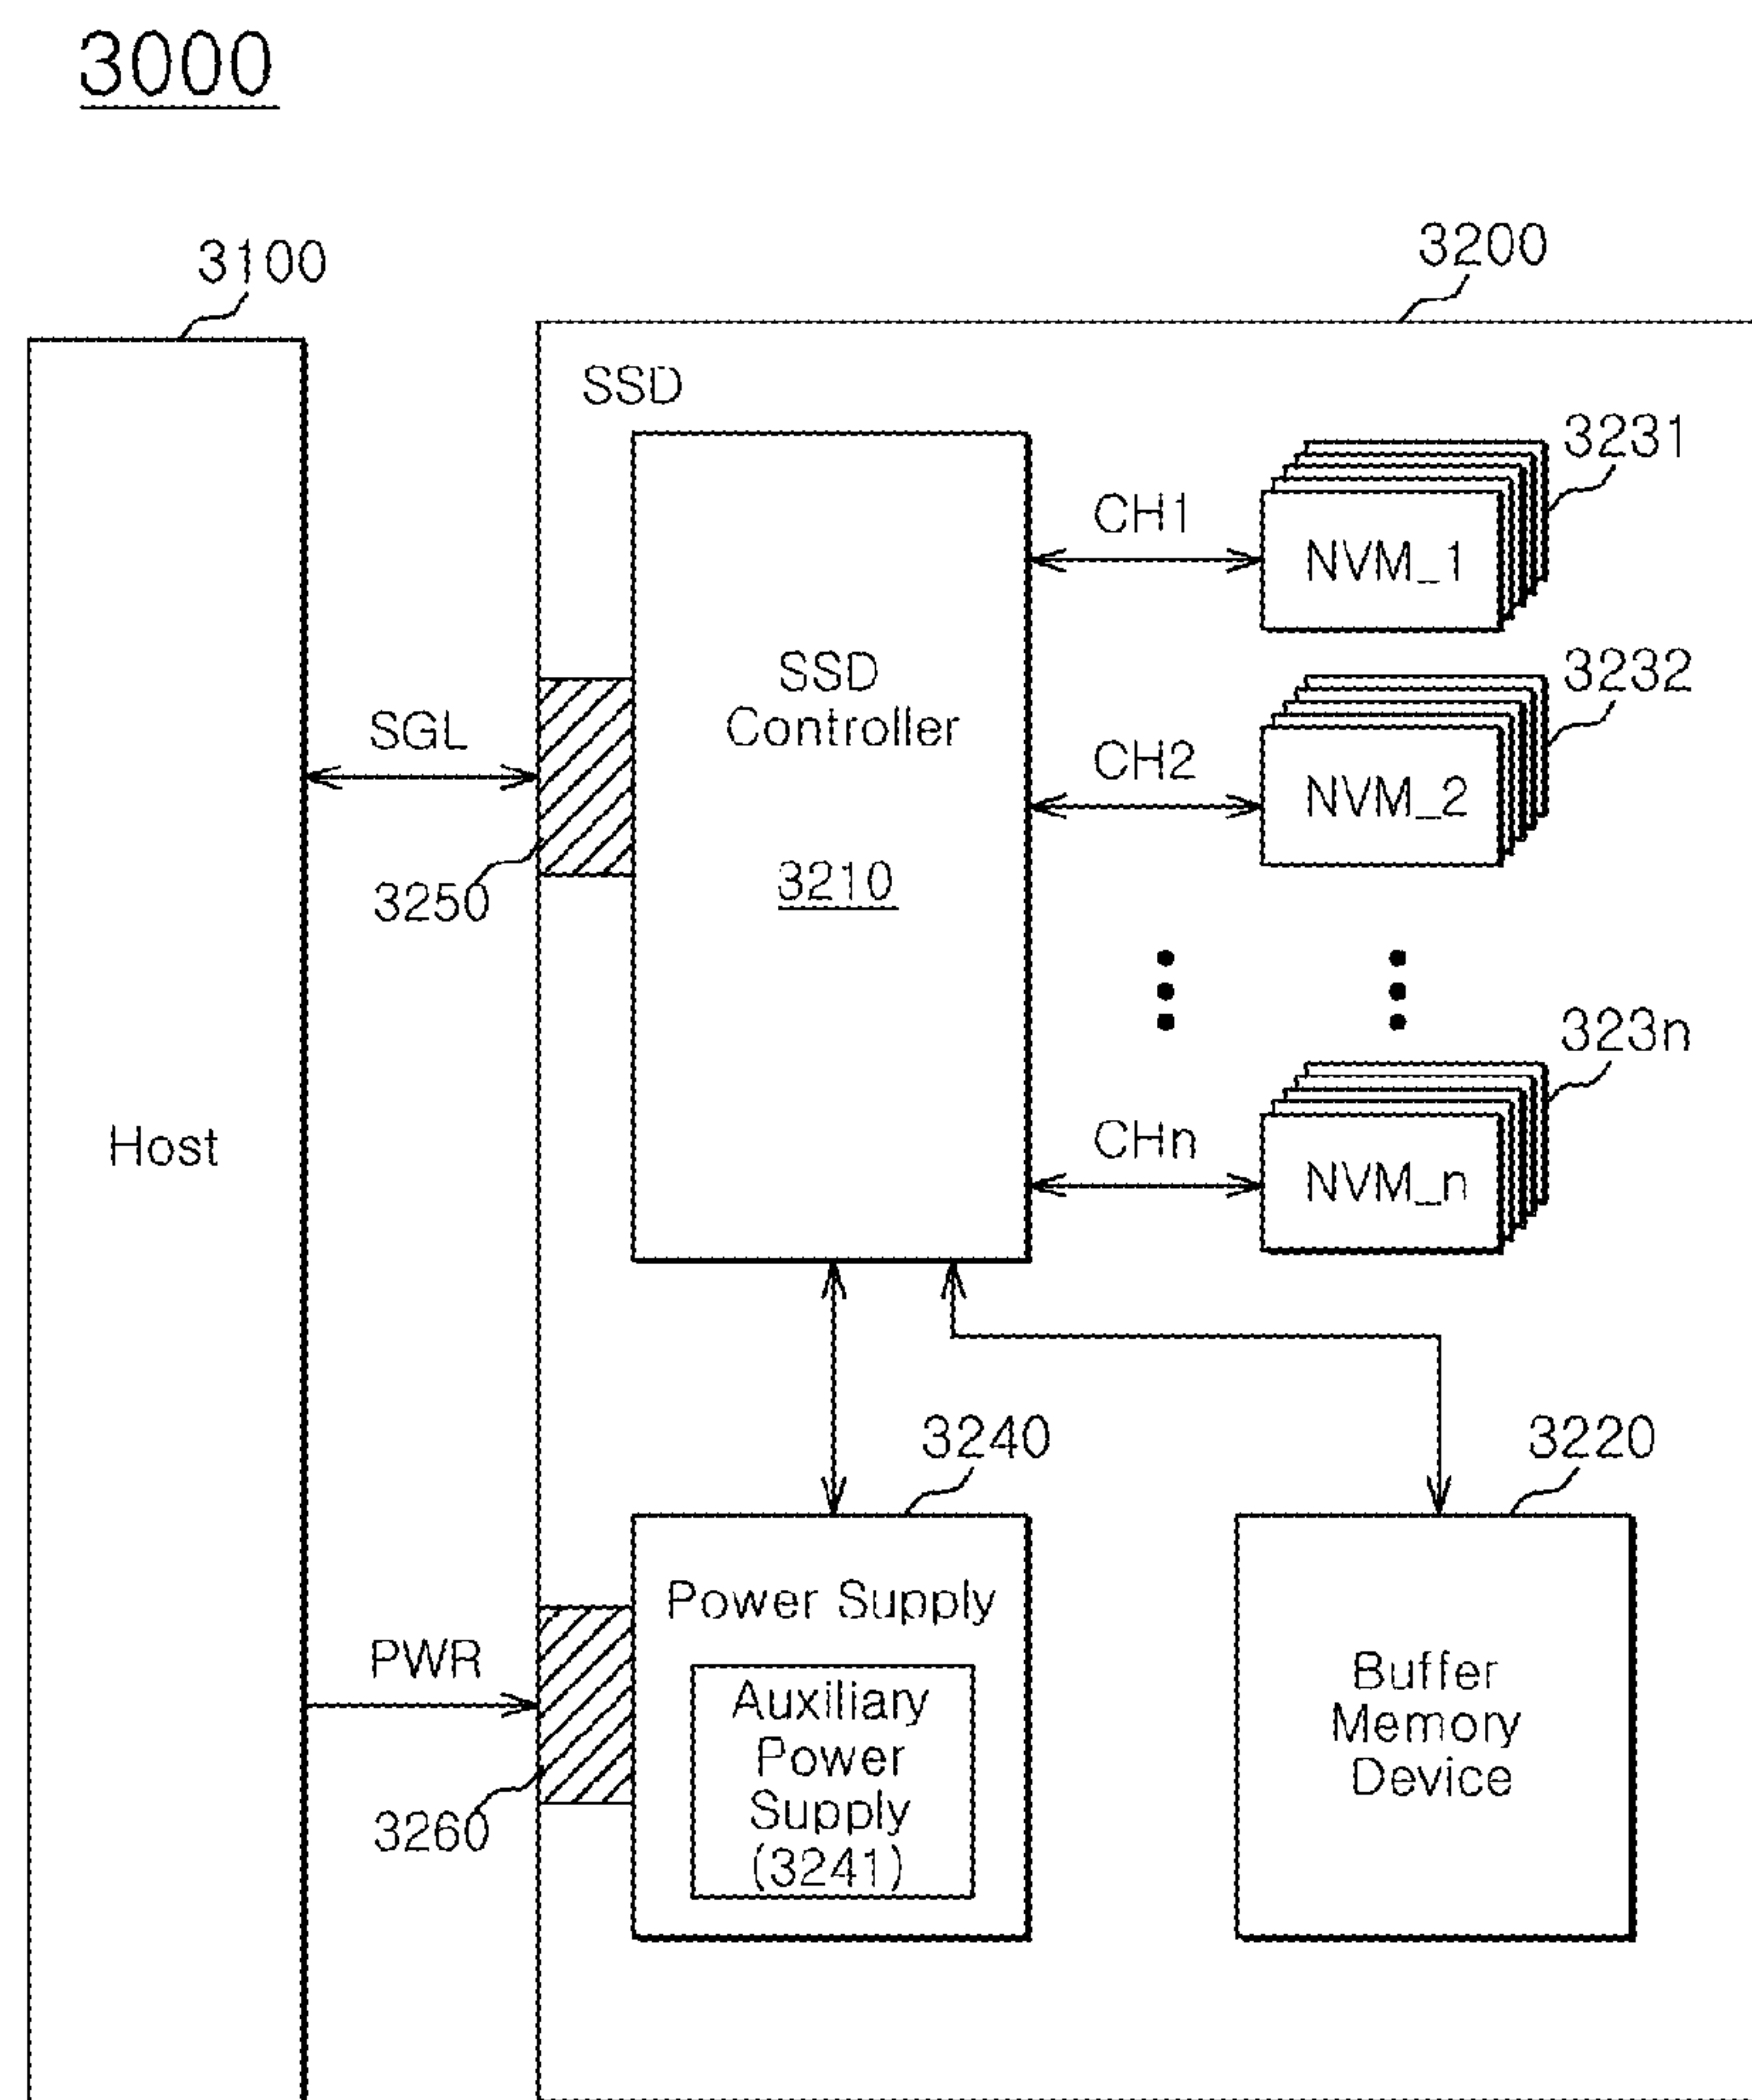 3000
3100
3200
SSD
3231
CH1
NVM_1
SSD
Controller
3210
3232
SGL
CH2
NVM_2
3250
323n
Host
CHn
NVM_n
3240
3220
Power Supply
PWR
Auxiliary
Power
Supply
(3241)
Buffer
Memory
Device
3260